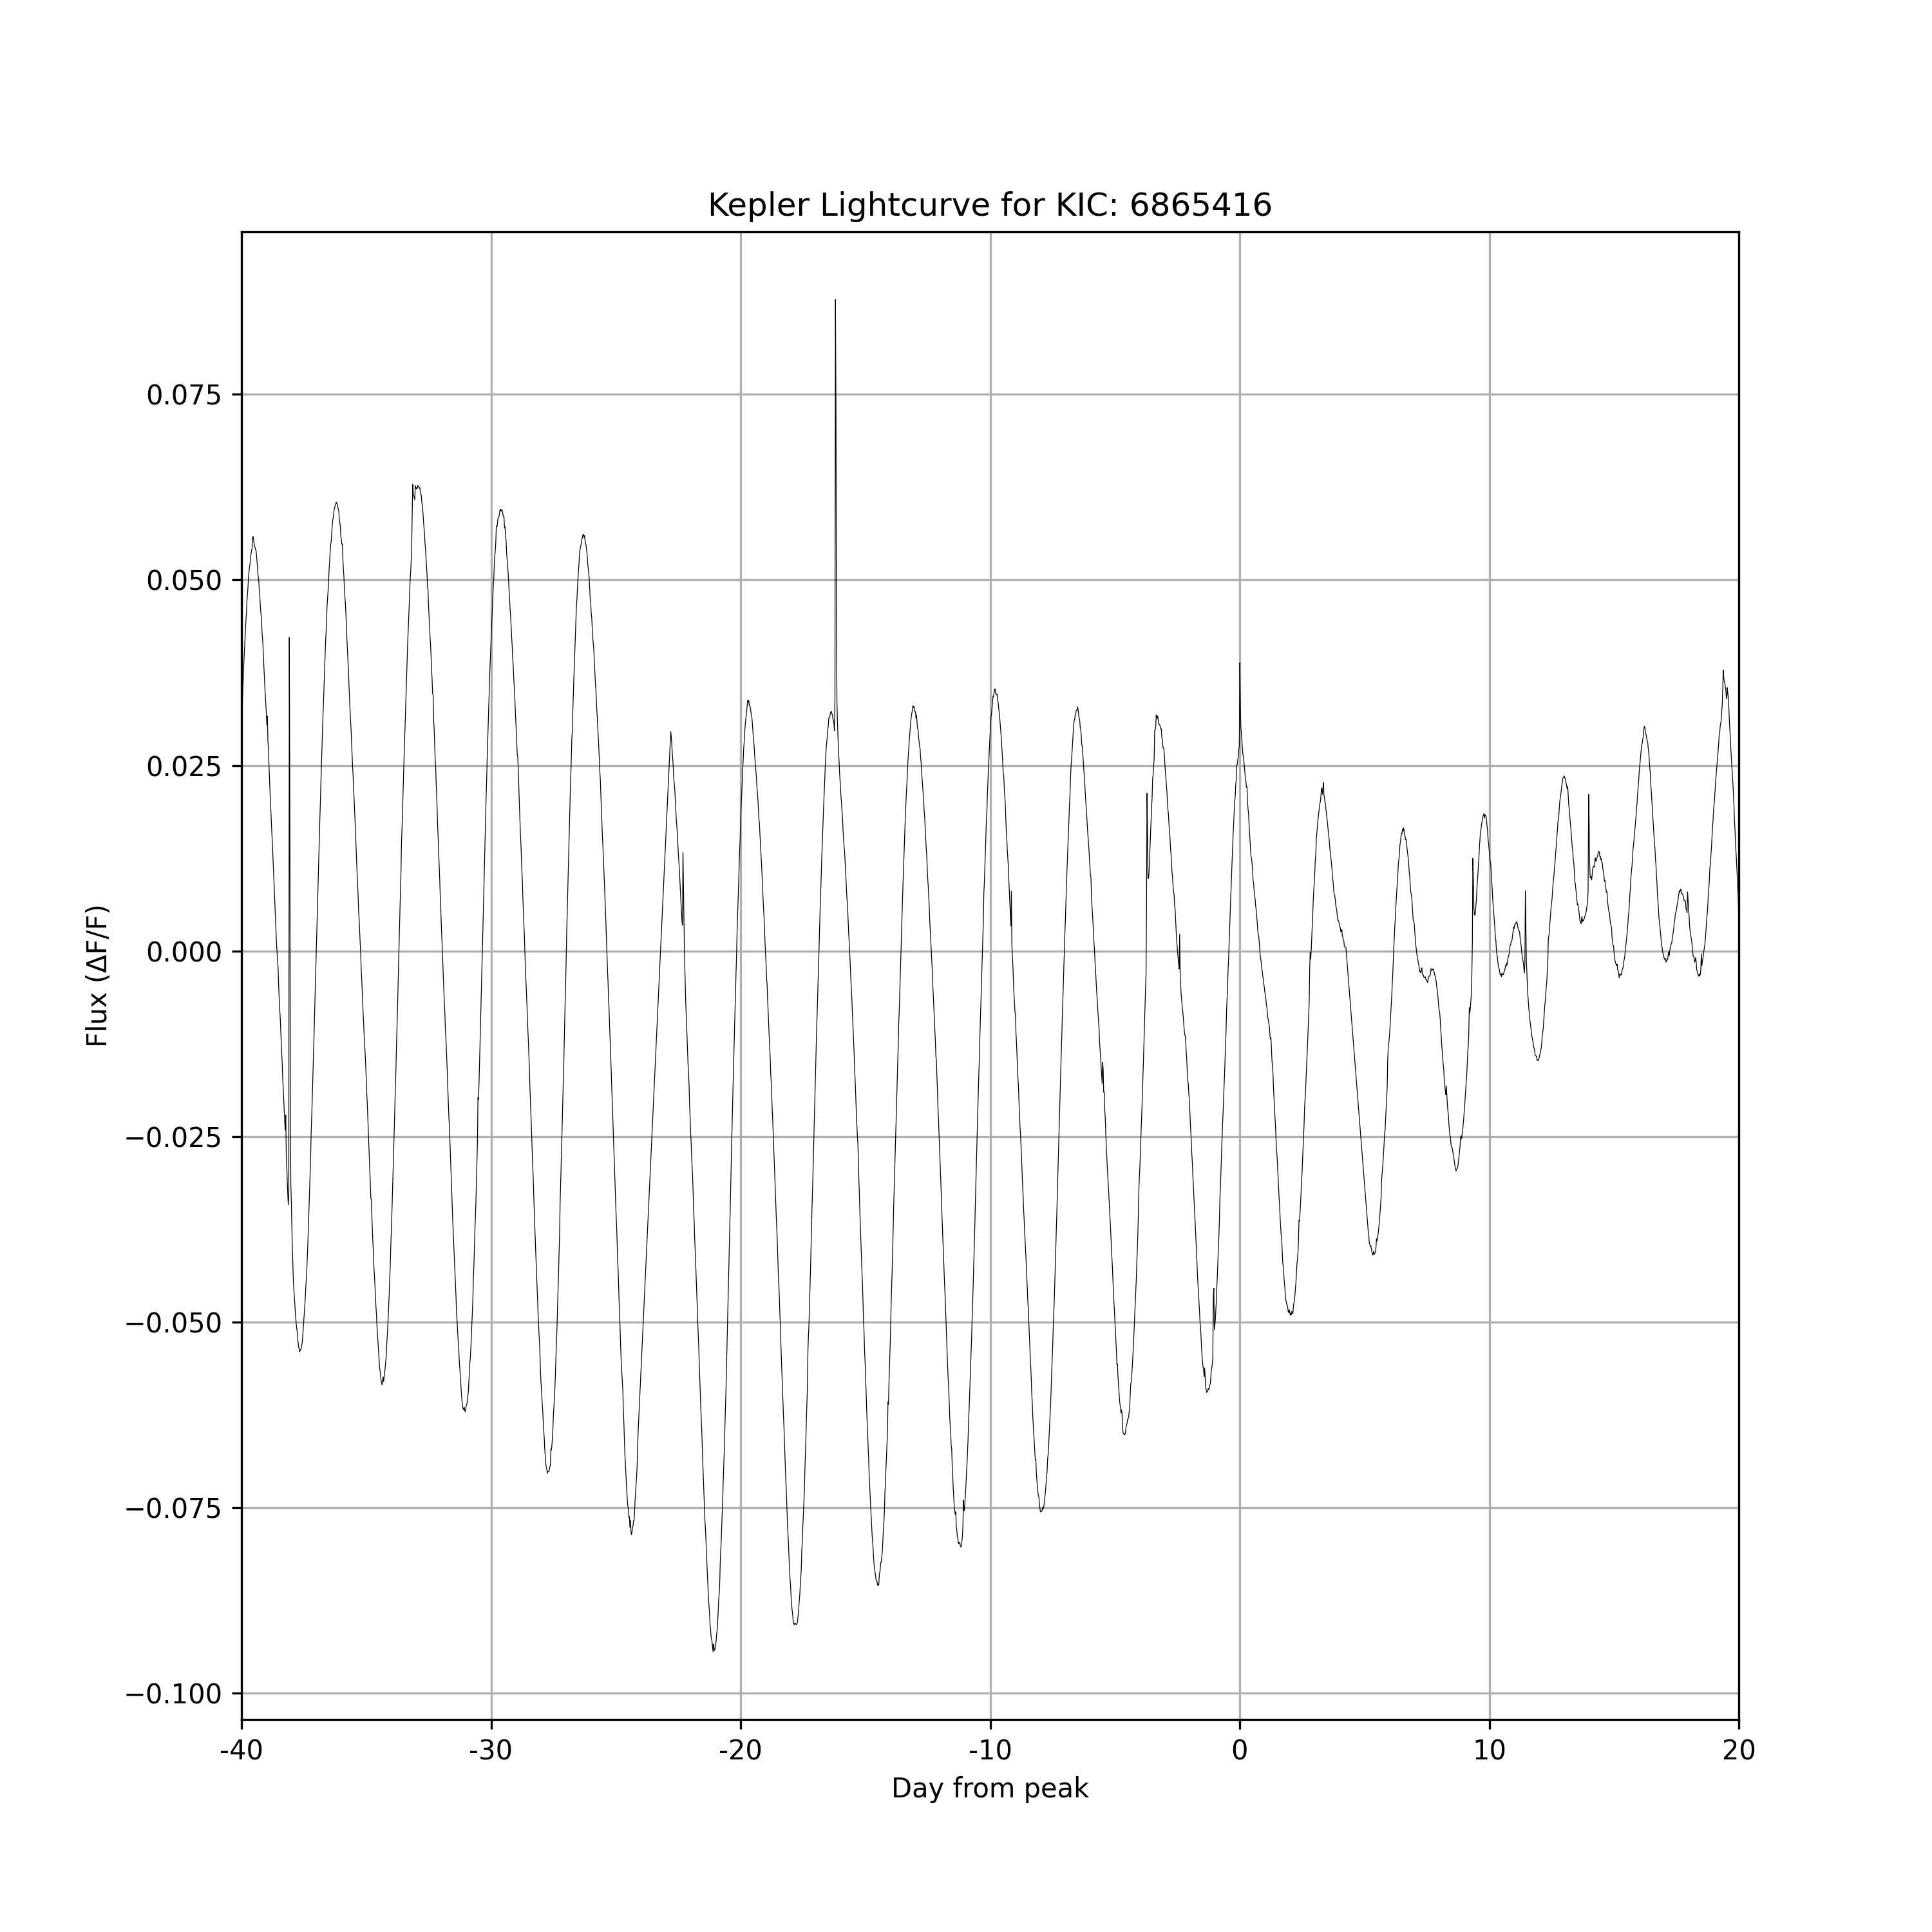 Kepler Lightcurve for KIC: 6865416
Flux (ΔF/F)
0.075
0.050
0.025
0.000
−0.025
−0.050
−0.075
−0.100
-40 -30 -20 -10 0 10 20
Day from peak